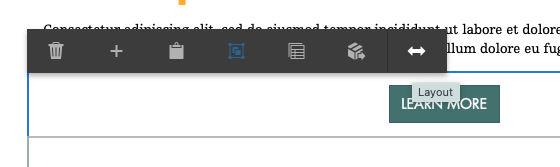 Consectetur adipiscing elit, sed do eiusmod tempor incididunt ut labore et dolore
llum dolore eu fug
Layout
LEARN MORE